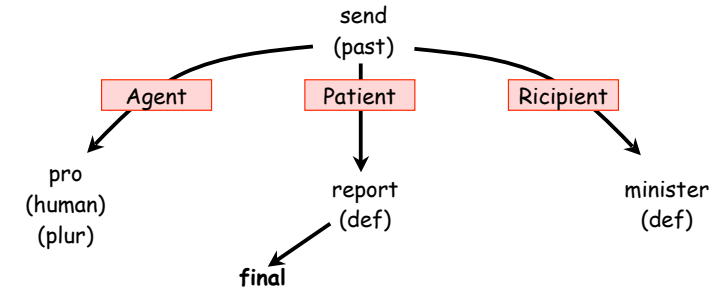 send
(past)
Agent
Patient
Ricipient
pro
(human)
(plur)
report
(def)
minister
(def)
final